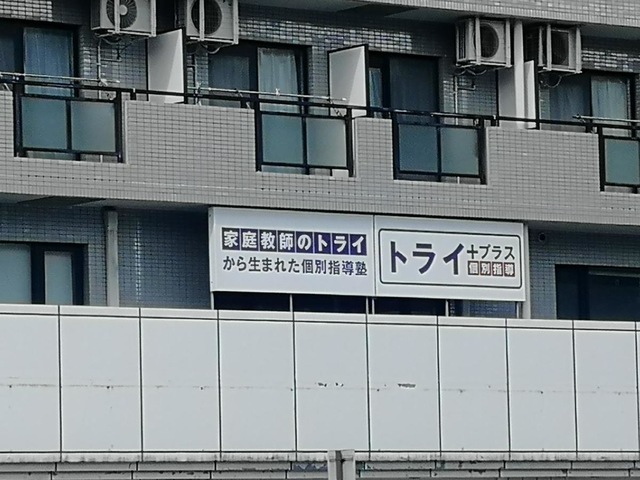 家庭教師のトライ
から生まれた個別指導塾
トライ+プラス
個別指導